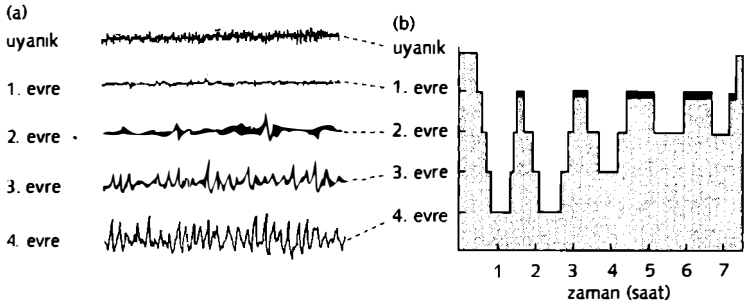 (a)
uyanık
1. evre
2. evre
3. evre
4. evre
(b)
uyanık
1. evre
2. evre
3. evre
4. evre
1 2 3 4 5 6 7
zaman (saat)